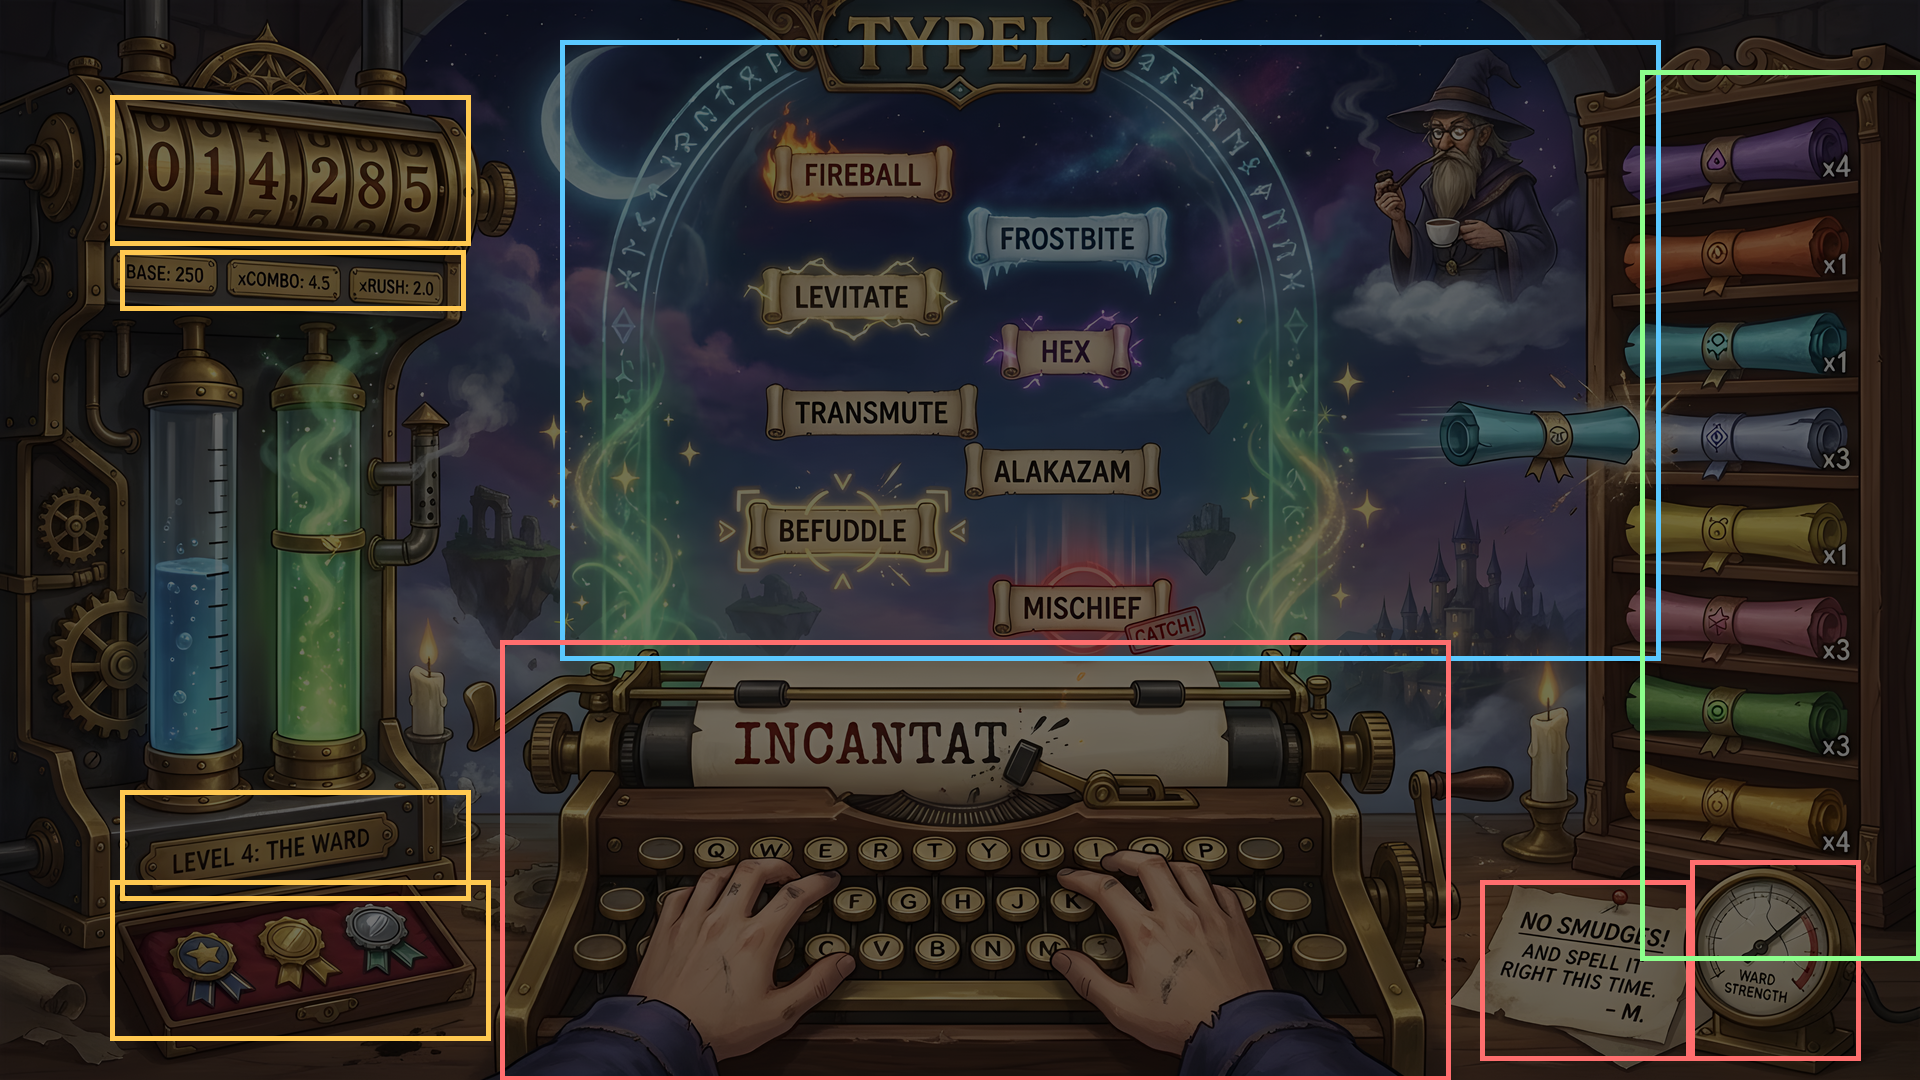 TYPEL
014,285
BASE: 250
xCOMBO: 4.5
xRUSH: 2.0
FIREBALL
FROSTBITE
LEVITATE
HEX
TRANSMUTE
ALAKAZAM
BEFUDDLE
MISCHIEF
CATCH!
x4
x1
x1
x3
x1
x3
x3
x4
INCANTAT
Q W E R T Y U I O P
F G H J K
C V B N M
LEVEL 4: THE WARD
NO SMUDGES!
AND SPELL IT
RIGHT THIS TIME.
– M.
WARD
STRENGTH